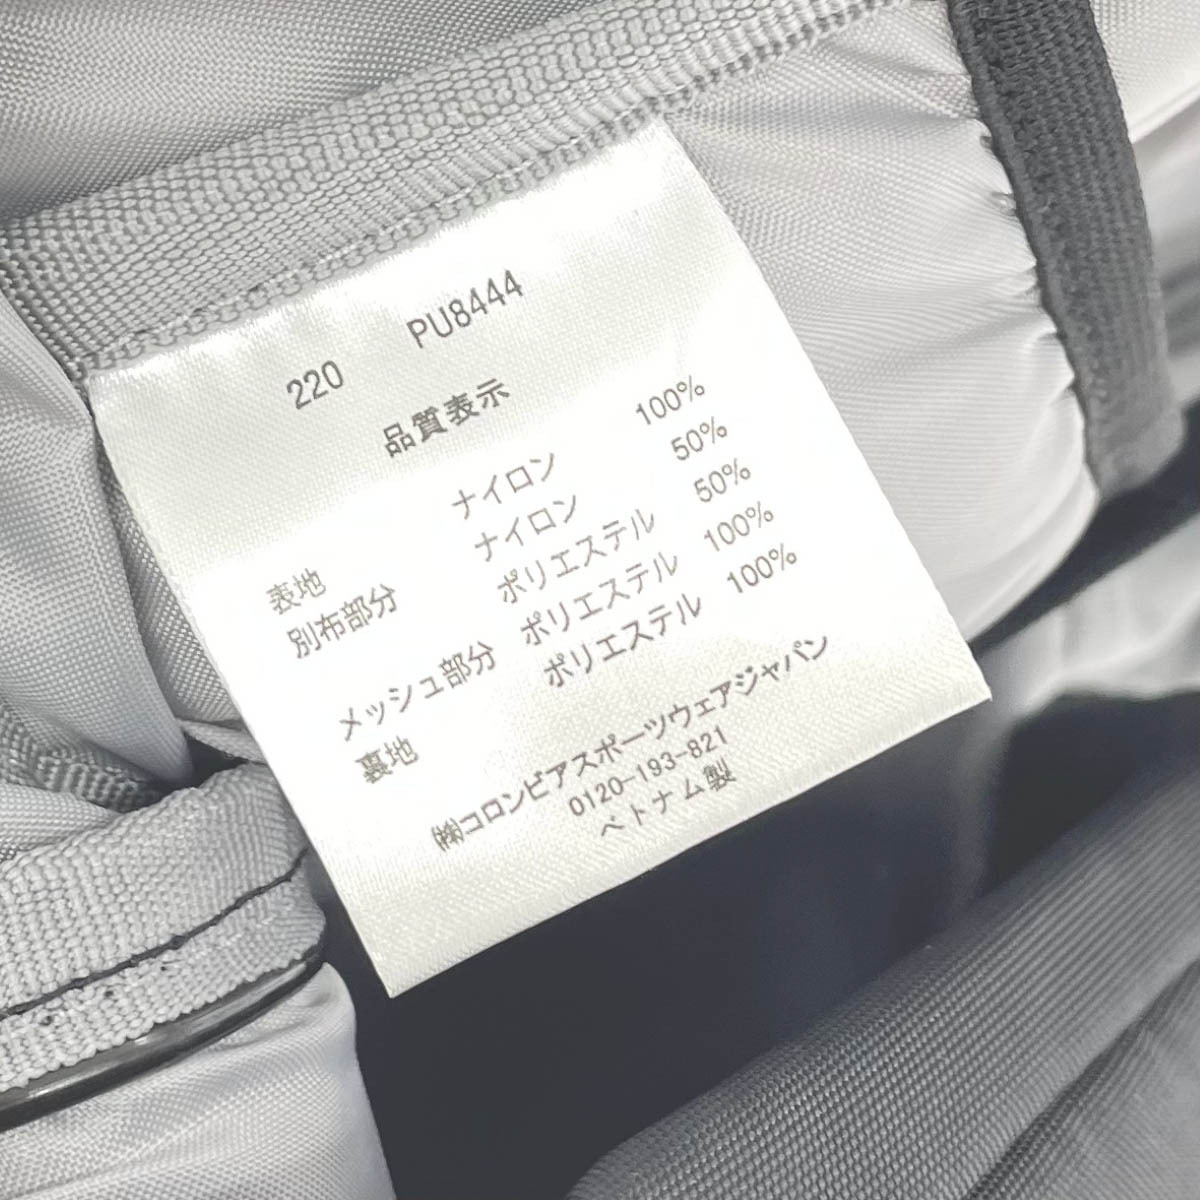 220 PU8444
品質表示
表地 ナイロン 100%
別布部分 ナイロン 50%
ポリエステル 50%
メッシュ部分 ポリエステル 100%
裏地 ポリエステル 100%
㈱コロンビアスポーツウェアジャパン
0120-193-821
ベトナム製